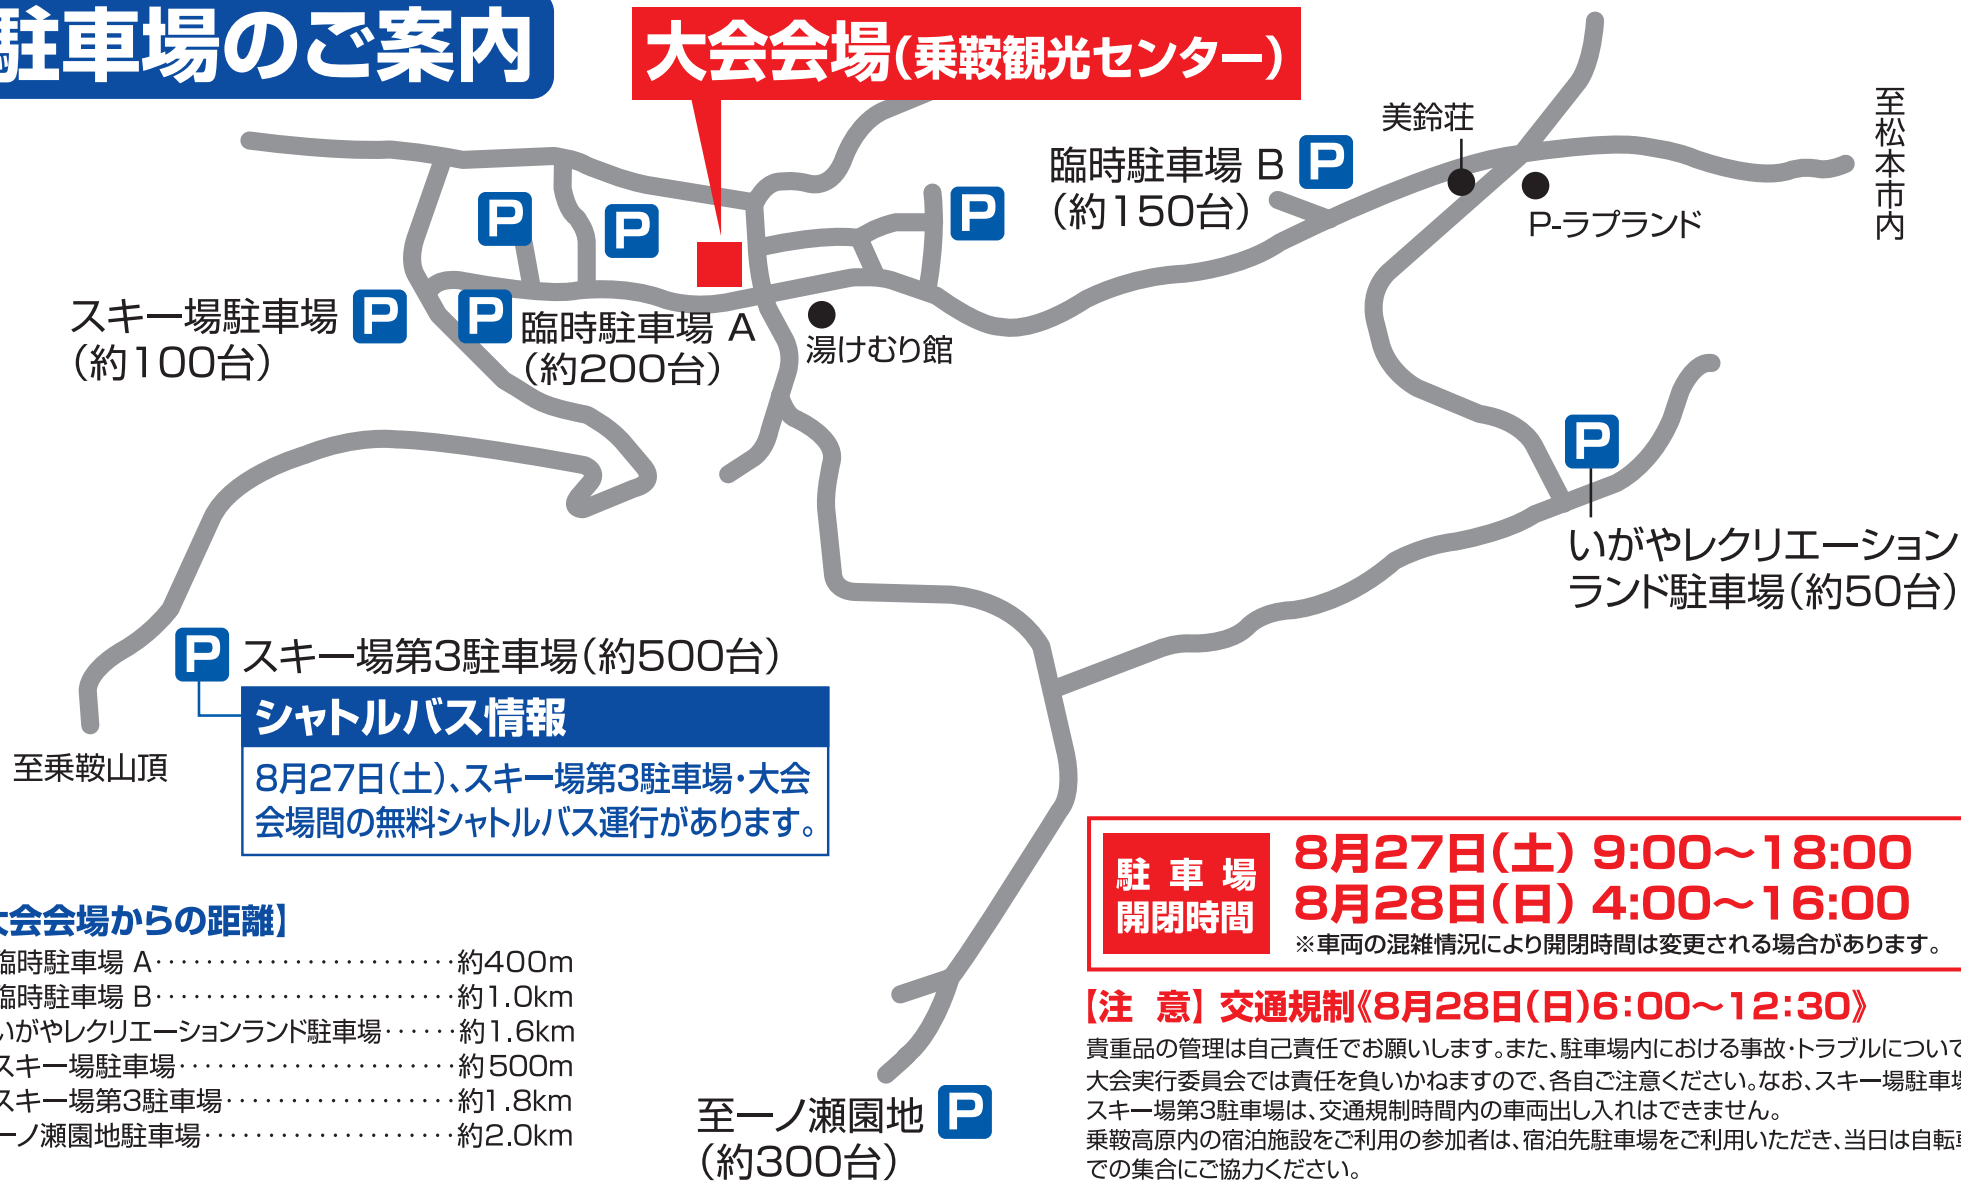 駐車場のご案内
大会会場(乗鞍観光センター)
美鈴荘
至松本市内
臨時駐車場 B P
(約150台)
P-ラプランド
P
P
P
スキー場駐車場 P
(約100台)
P 臨時駐車場 A
(約200台)
湯けむり館
P
いがやレクリエーション
ランド駐車場(約50台)
P スキー場第3駐車場(約500台)
シャトルバス情報
8月27日(土)、スキー場第3駐車場・大会
会場間の無料シャトルバス運行があります。
至乗鞍山頂
大会会場からの距離】
臨時駐車場 A・・・・・・・・・・・・・・・・・・・・・・・・約400m
臨時駐車場 B・・・・・・・・・・・・・・・・・・・・・・・・約1.0km
いがやレクリエーションランド駐車場・・・・・・約1.6km
スキー場駐車場・・・・・・・・・・・・・・・・・・・・・・約500m
スキー場第3駐車場・・・・・・・・・・・・・・・・・・約1.8km
一ノ瀬園地駐車場・・・・・・・・・・・・・・・・・・・・約2.0km
至一ノ瀬園地 P
(約300台)
駐車場
開閉時間
8月27日(土) 9:00〜18:00
8月28日(日) 4:00〜16:00
※車両の混雑情況により開閉時間は変更される場合があります。
【注 意】交通規制《8月28日(日)6:00〜12:30》
貴重品の管理は自己責任でお願いします。また、駐車場内における事故・トラブルについて
大会実行委員会では責任を負いかねますので、各自ご注意ください。なお、スキー場駐車場
スキー場第3駐車場は、交通規制時間内の車両出し入れはできません。
乗鞍高原内の宿泊施設をご利用の参加者は、宿泊先駐車場をご利用いただき、当日は自転車
での集合にご協力ください。